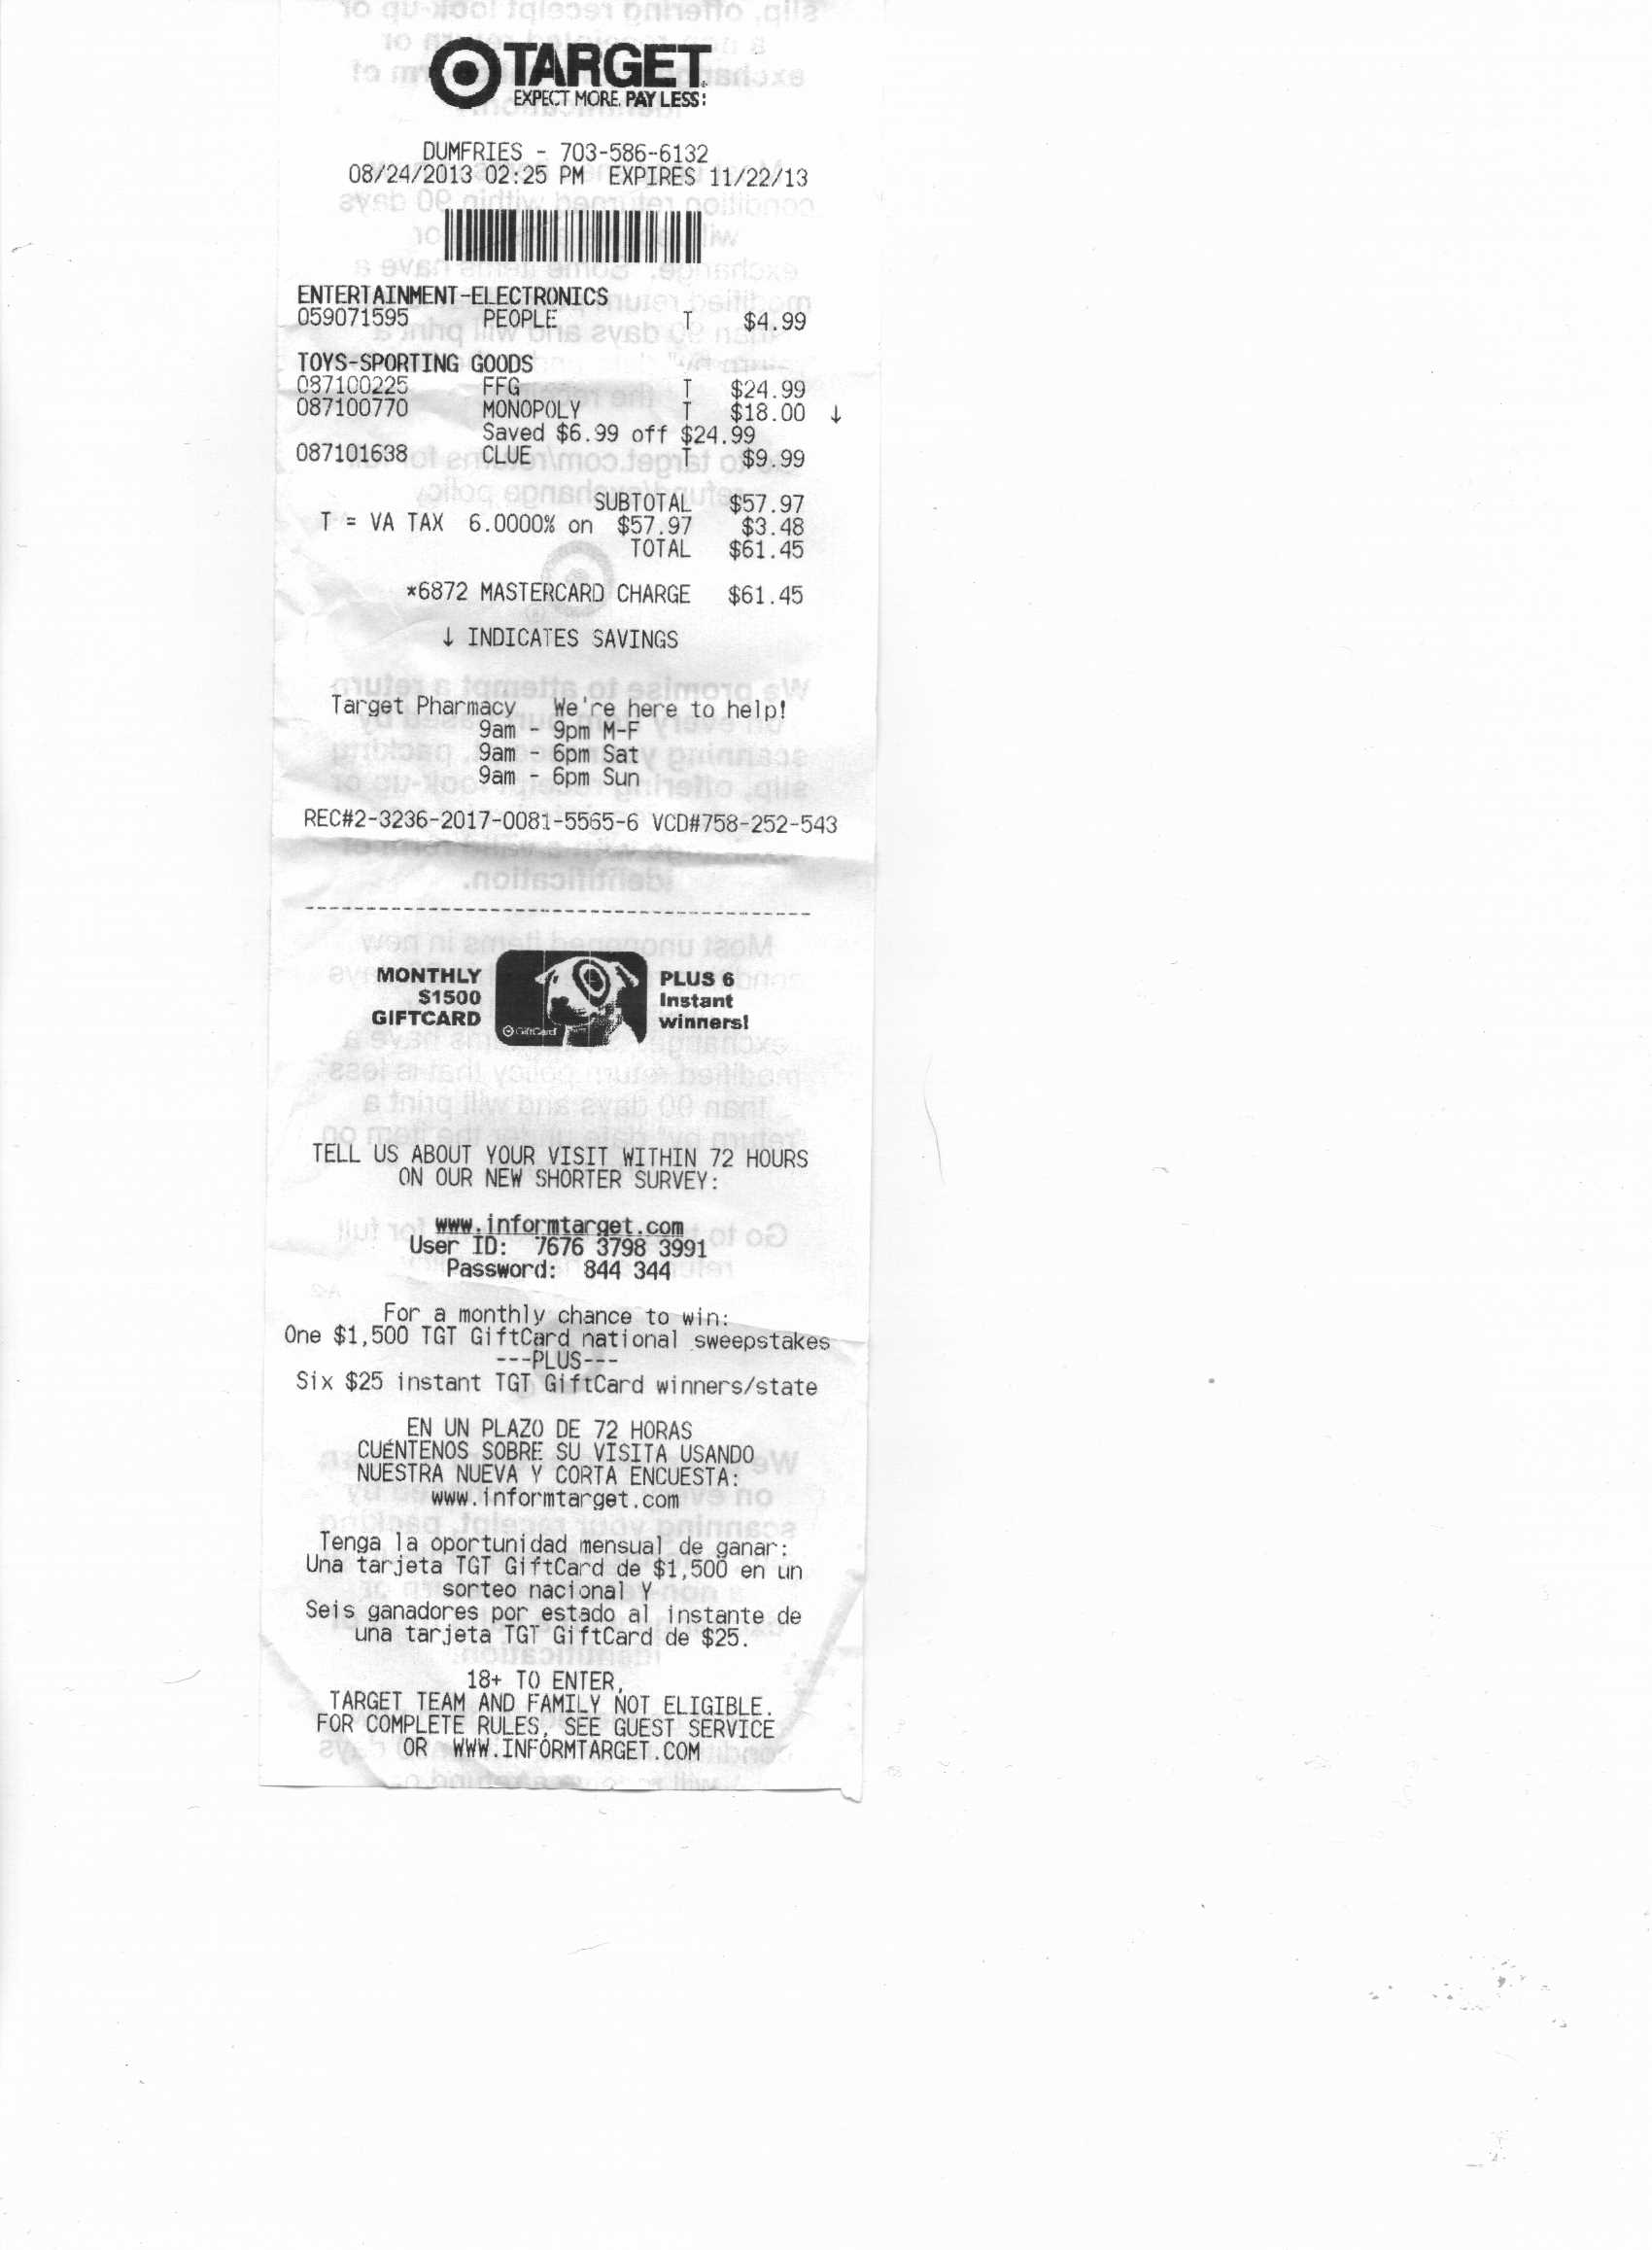 TARGET
EXPECT MORE. PAY LESS:
DUMFRIES - 703-586-6132
08/24/2013 02:25 PM EXPIRES 11/22/13
ENTERTAINMENT-ELECTRONICS
059071595 PEOPLE T $4.99
TOYS-SPORTING GOODS
087100225 FFG T $24.99
087100770 MONOPOLY T $18.00 ↓
Saved $6.99 off $24.99
087101638 CLUE T $9.99
SUBTOTAL $57.97
T = VA TAX 6.0000% on $57.97 $3.48
TOTAL $61.45
*6872 MASTERCARD CHARGE $61.45
↓ INDICATES SAVINGS
Target Pharmacy We're here to help!
9am - 9pm M-F
9am - 6pm Sat
9am - 6pm Sun
REC#2-3236-2017-0081-5565-6 VCD#758-252-543
MONTHLY
$1500
GIFTCARD
GiftCard
PLUS 6
Instant
winners!
TELL US ABOUT YOUR VISIT WITHIN 72 HOURS
ON OUR NEW SHORTER SURVEY:
www.informtarget.com
User ID: 7676 3798 3991
Password: 844 344
For a monthly chance to win:
One $1,500 TGT GiftCard national sweepstakes
---PLUS---
Six $25 instant TGT GiftCard winners/state
EN UN PLAZO DE 72 HORAS
CUÉNTENOS SOBRE SU VISITA USANDO
NUESTRA NUEVA Y CORTA ENCUESTA:
www.informtarget.com
Tenga la oportunidad mensual de ganar:
Una tarjeta TGT GiftCard de $1,500 en un
sorteo nacional Y
Seis ganadores por estado al instante de
una tarjeta TGT GiftCard de $25.
18+ TO ENTER,
TARGET TEAM AND FAMILY NOT ELIGIBLE.
FOR COMPLETE RULES, SEE GUEST SERVICE
OR WWW.INFORMTARGET.COM